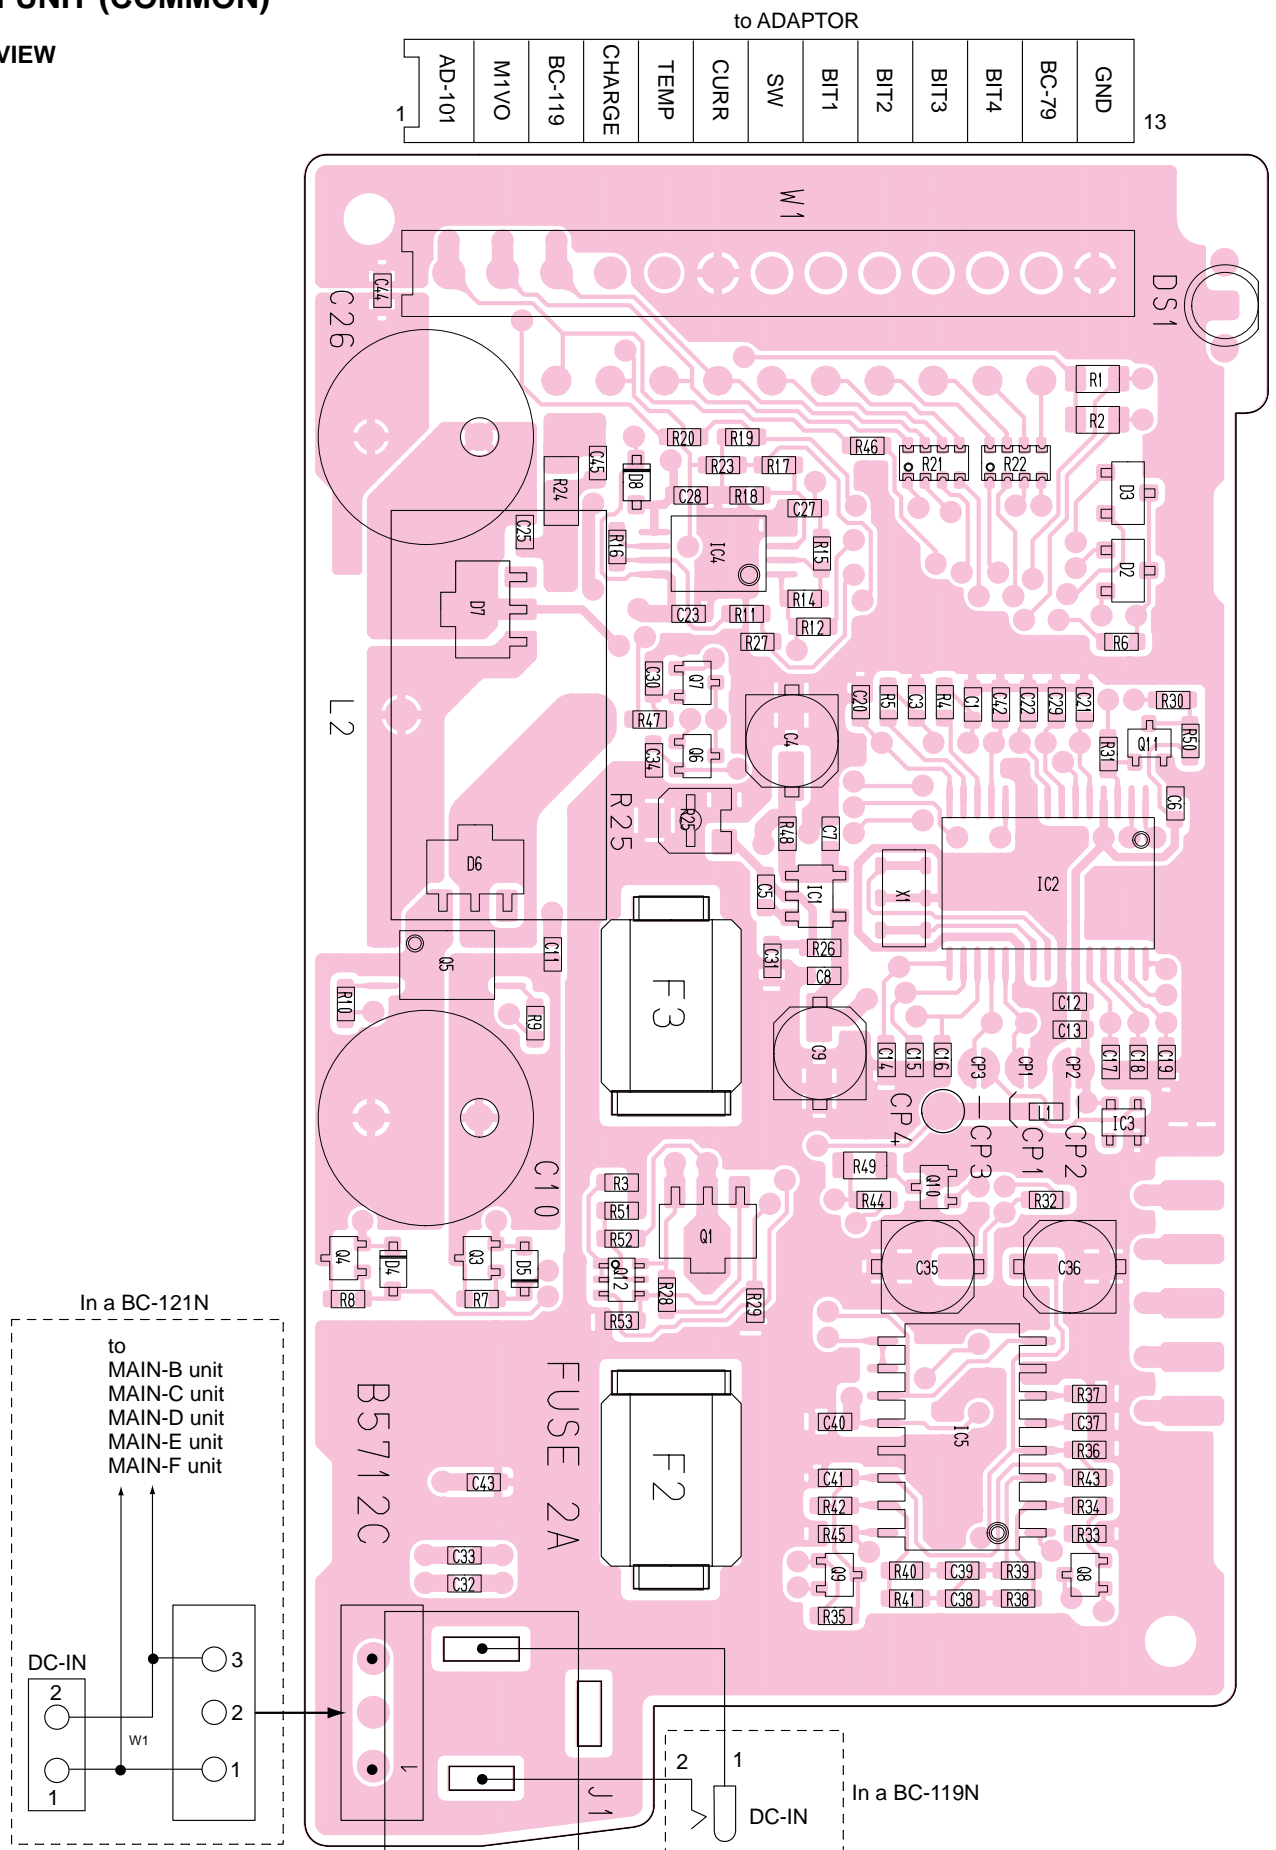 UNIT (COMMON)
VIEW
to ADAPTOR
1 AD-101 M1VO BC-119 CHARGE TEMP CURR SW BIT1 BIT2 BIT3 BIT4 BC-79 GND 13
W1
C44
C26
DS1
R1
R2
R20 R19 R46 R21 R22
C45 R23 R17
R24 D8 C28 R18 C27 D3
C25 R16 IC4 R15 D2
D7 R14
C23 R11 R12
R27 R6
L2
C30 Q7 C20 R5 C3 R4 C1 C42 C22 C29 C21 R30
R47 C4 R31 Q11 R50
C34 Q6
R25 R25 R48 C7 C6
D6 C5 IC1 X1 IC2
Q5 C11 C31 R26
C8
R10 R9 F3 C12
C13
C9 C14 C15 C16 CP3 CP1 CP2 C17 C18 C19
CP4 CP3 CP1 L1 CP2 IC3
C10 R49 Q10
R3 R44 R32
R51
R52 Q1
Q4 D4 Q3 D5 Q12 R28 R29 C35 C36
R8 R7 R53
In a BC-121N
to
MAIN-B unit
MAIN-C unit
MAIN-D unit
MAIN-E unit
MAIN-F unit
B5712C
FUSE 2A
F2
C40 IC5 R37
C37
R36
C43 C41 R43
R42 R34
R45 R33
C33
C32 Q9 R40 C39 R39 Q8
R35 R41 C38 R38
DC-IN
2
1
W1
3
2
1
1
J1
2 1
DC-IN
In a BC-119N